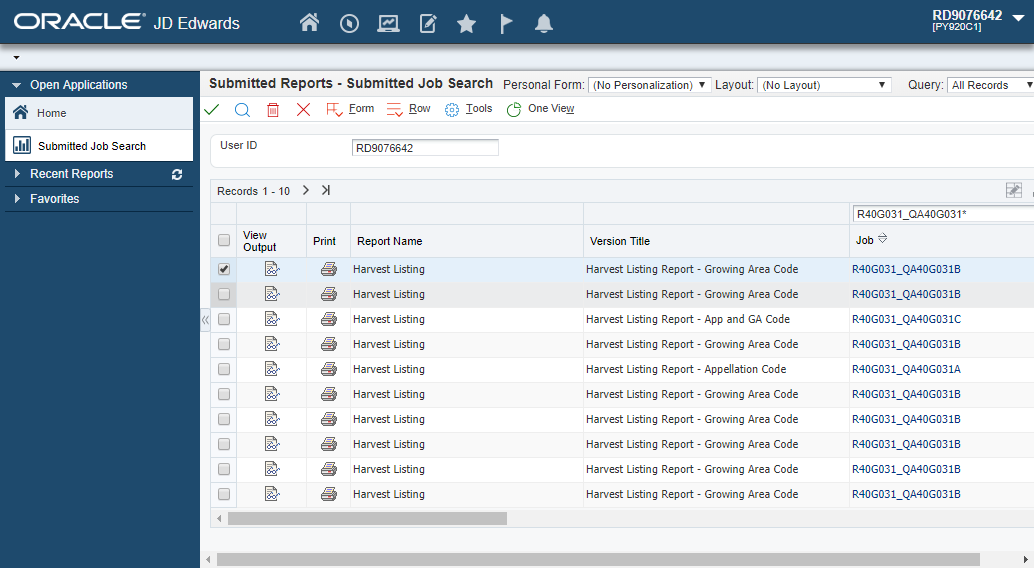 ORACLE® JD Edwards
RD9076642
[PY920C1]
Open Applications
Home
Submitted Job Search
Recent Reports
Favorites
Submitted Reports - Submitted Job Search Personal Form: (No Personalization) Layout: (No Layout) Query: All Records
Form Row Tools One View
User ID RD9076642
Records 1 - 10
R40G031_QA40G031*
View Output Print Report Name Version Title Job
Harvest Listing Harvest Listing Report - Growing Area Code R40G031_QA40G031B
Harvest Listing Harvest Listing Report - Growing Area Code R40G031_QA40G031B
Harvest Listing Harvest Listing Report - App and GA Code R40G031_QA40G031C
Harvest Listing Harvest Listing Report - Growing Area Code R40G031_QA40G031B
Harvest Listing Harvest Listing Report - Appellation Code R40G031_QA40G031A
Harvest Listing Harvest Listing Report - Growing Area Code R40G031_QA40G031B
Harvest Listing Harvest Listing Report - Growing Area Code R40G031_QA40G031B
Harvest Listing Harvest Listing Report - Growing Area Code R40G031_QA40G031B
Harvest Listing Harvest Listing Report - Growing Area Code R40G031_QA40G031B
Harvest Listing Harvest Listing Report - Growing Area Code R40G031_QA40G031B